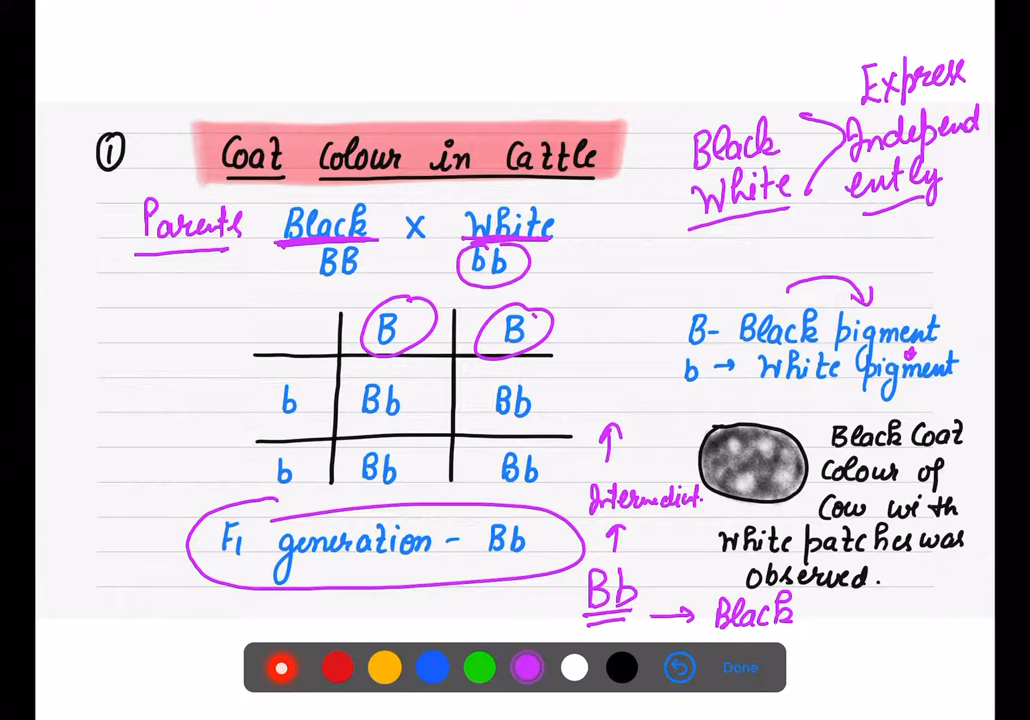 ① Coat Colour in Cattle
Parents Black x White
BB bb
B B
b Bb Bb
b Bb Bb
F1 generation - Bb
Black
White
Express
Independ
ently
B- Black pigment
b → White pigment
Black Coat
colour of
Cow with
white patches was
observed.
Intermediat.
Bb → Black
Done